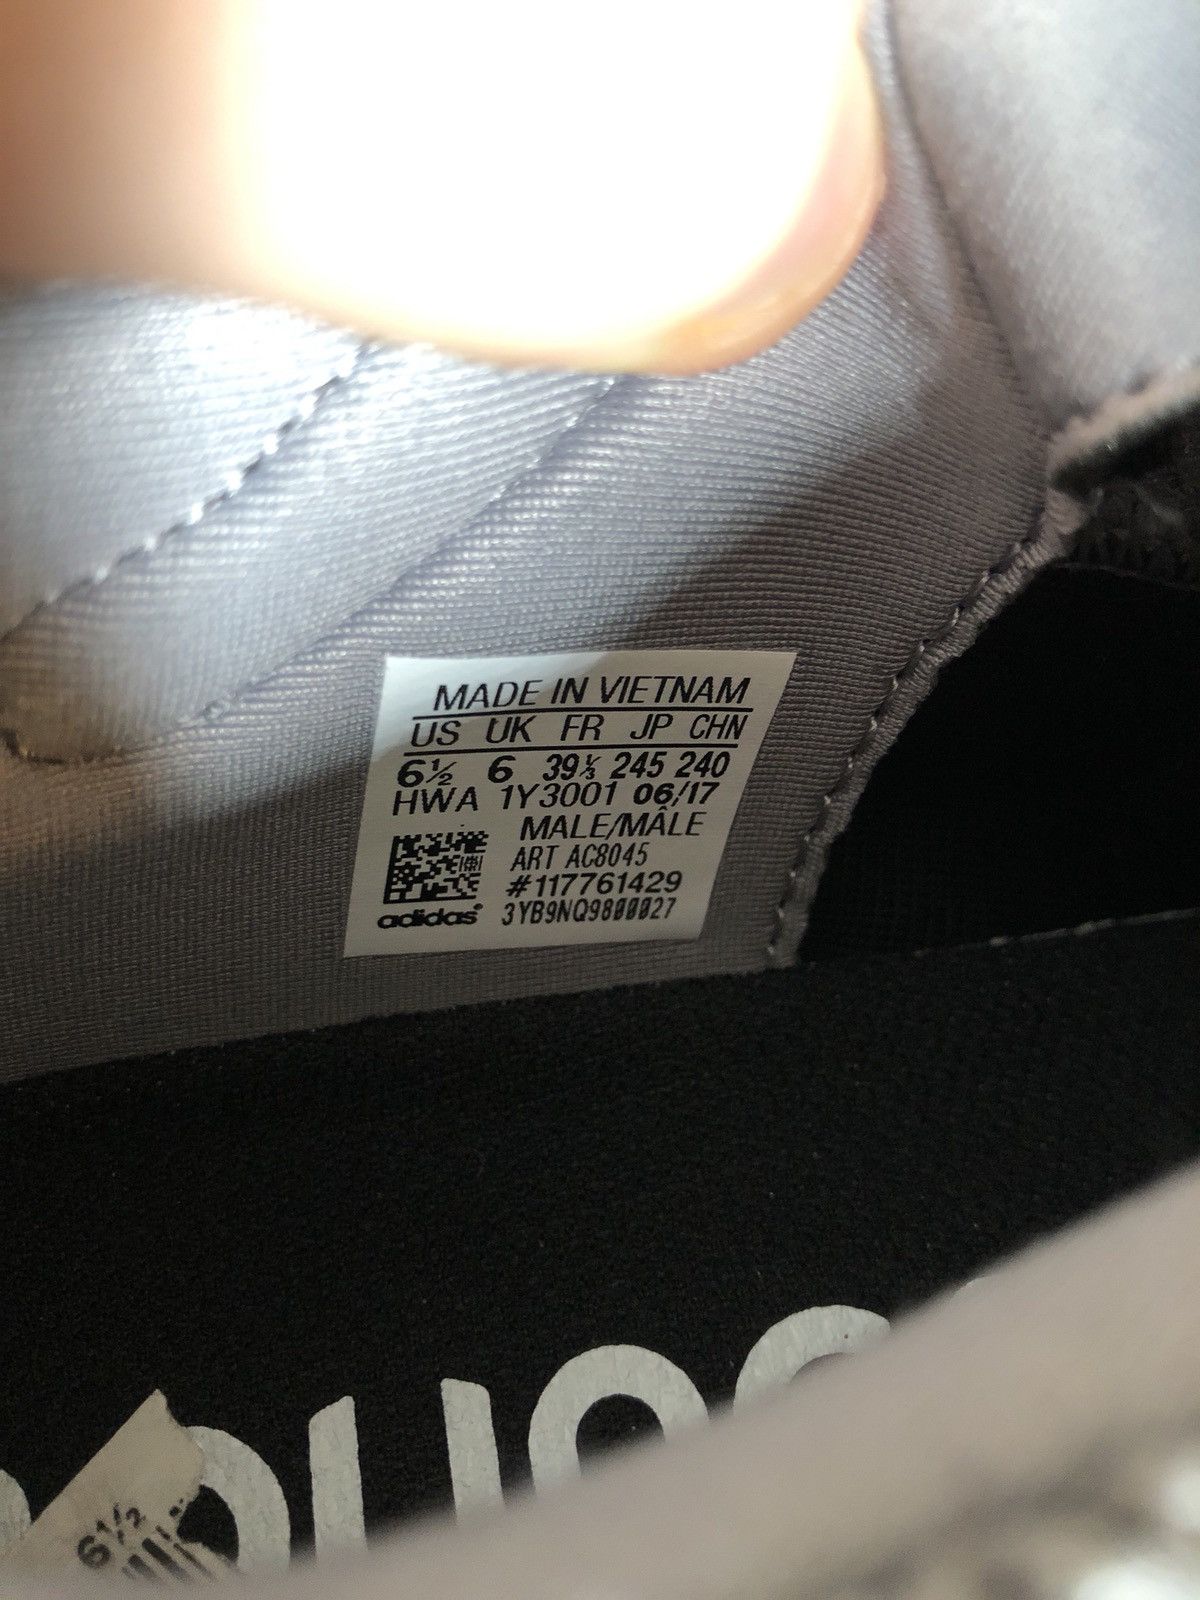 MADE IN VIETNAM
US UK FR JP CHN
6½ 6 39⅓ 245 240
HWA 1Y3001 06/17
MALE/MÂLE
ART AC8045
#117761429
adidas® 3YB9NQ9800027
6½